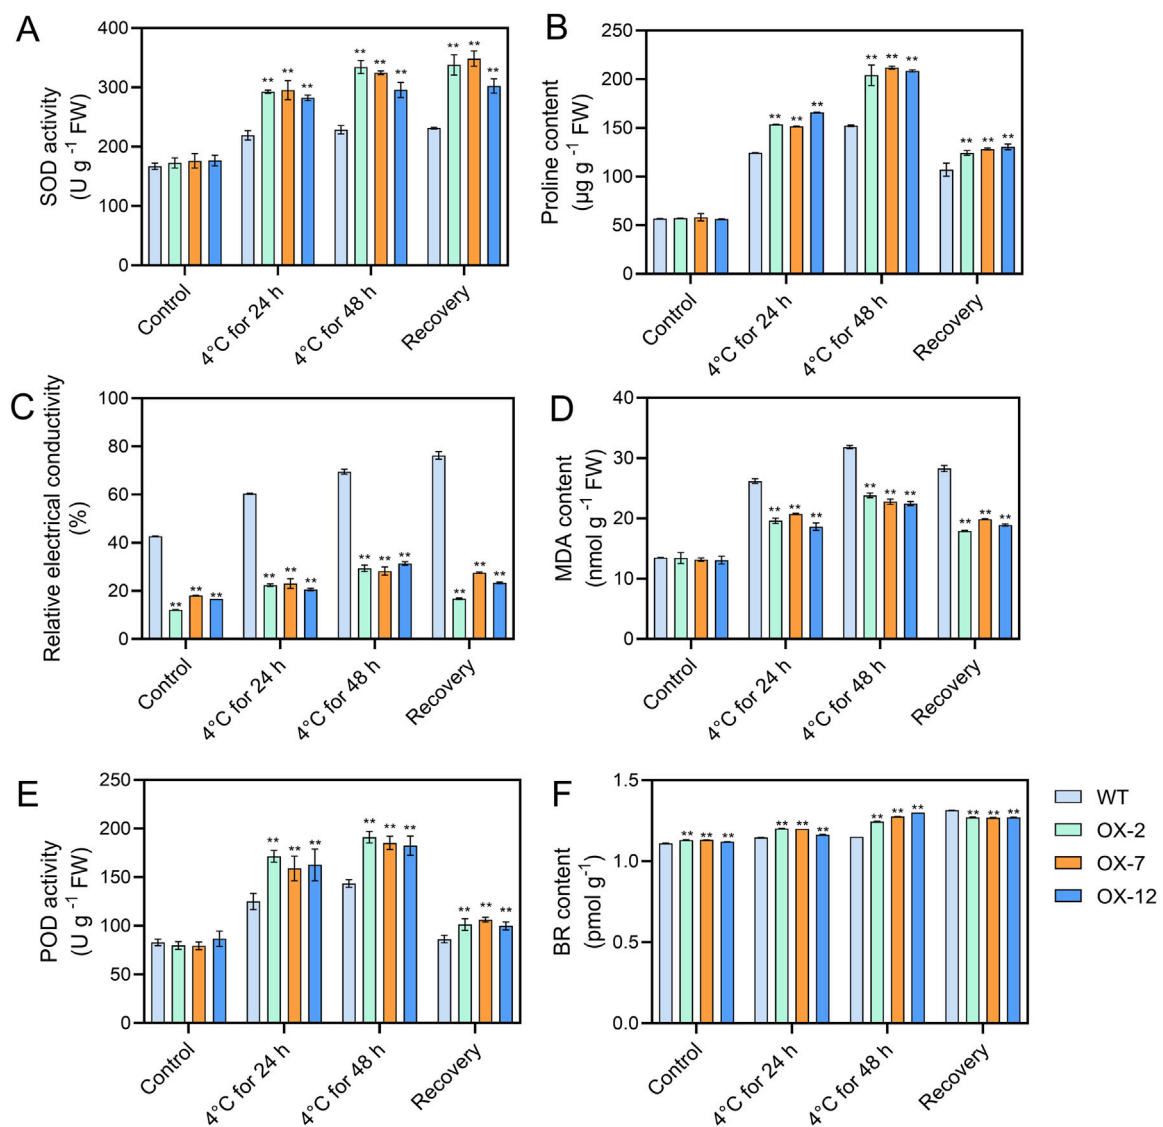 A
SOD activity
(U g -1 FW)
400
300
200
100
0
** ** **
** ** **
** ** **
Control
4°C for 24 h
4°C for 48 h
Recovery
B
Proline content
(µg g -1 FW)
250
200
150
100
50
0
** ** **
** ** **
** ** **
Control
4°C for 24 h
4°C for 48 h
Recovery
C
Relative electrical conductivity
(%)
100
80
60
40
20
0
** ** **
** ** **
** ** **
** ** **
Control
4°C for 24 h
4°C for 48 h
Recovery
D
MDA content
(nmol g -1 FW)
40
30
20
10
0
** ** **
** ** **
** ** **
Control
4°C for 24 h
4°C for 48 h
Recovery
E
POD activity
(U g -1 FW)
250
200
150
100
50
0
** ** **
** ** **
** ** **
Control
4°C for 24 h
4°C for 48 h
Recovery
F
BR content
(pmol g-1)
1.5
1.0
0.5
0.0
** ** **
** ** **
** ** **
** ** **
Control
4°C for 24 h
4°C for 48 h
Recovery
WT
OX-2
OX-7
OX-12